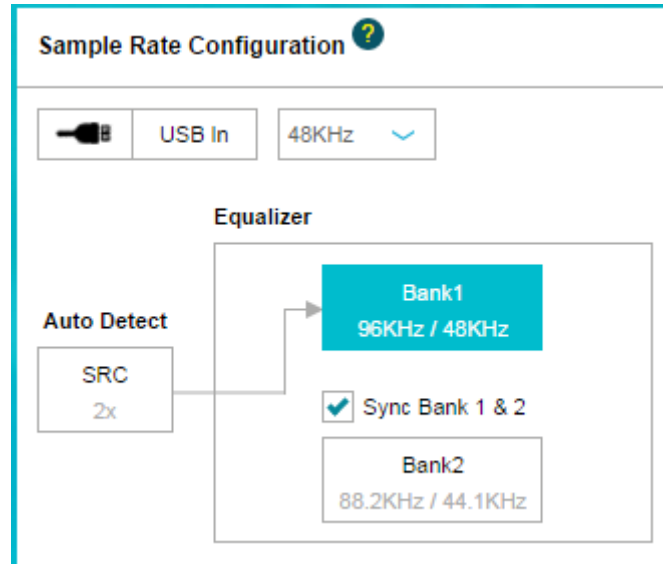 Sample Rate Configuration ?
USB In
48KHz
Equalizer
Bank1
96KHz / 48KHz
Auto Detect
SRC
2x
Sync Bank 1 & 2
Bank2
88.2KHz / 44.1KHz